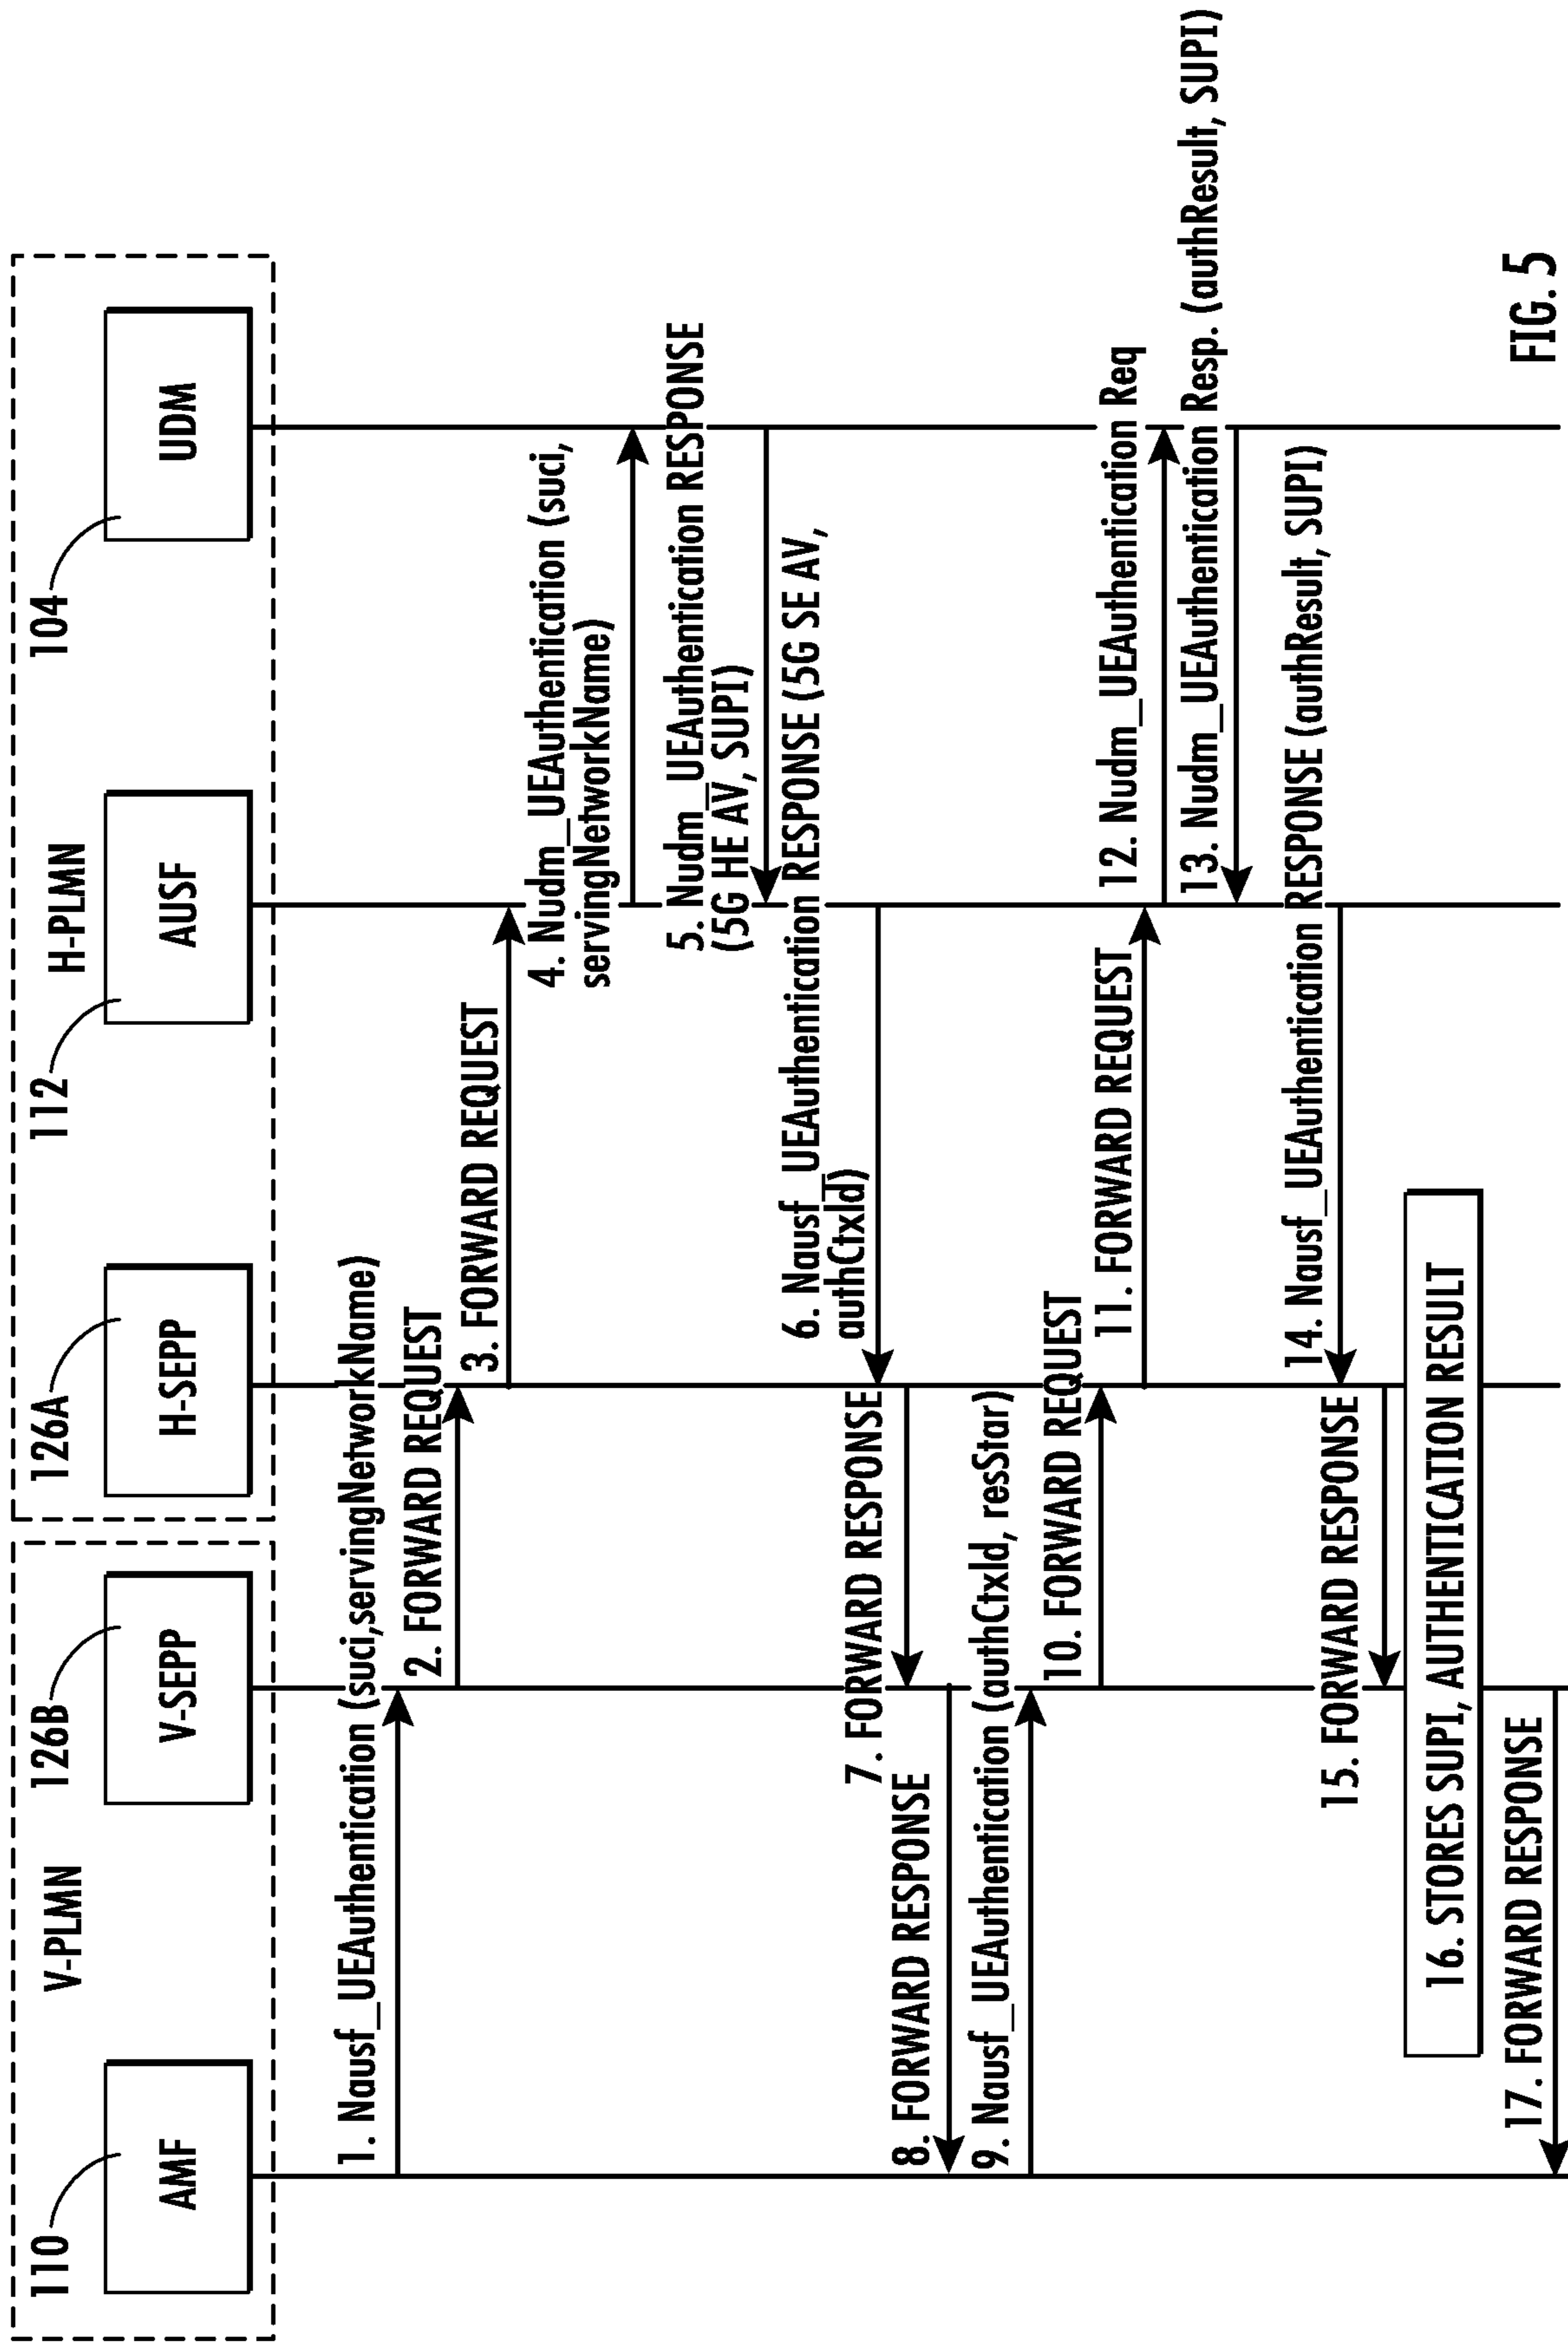 V-PLMN
H-PLMN
110
126B
126A
112
104
AMF
V-SEPP
H-SEPP
AUSF
UDM
1. Nausf_UEAuthentication (suci,servingNetworkName)
2. FORWARD REQUEST
3. FORWARD REQUEST
4. Nudm_UEAuthentication (suci,
servingNetworkName)
5. Nudm_UEAuthentication RESPONSE
(5G HE AV, SUPI)
6. Nausf_UEAuthentication RESPONSE (5G SE AV,
authCtxId)
7. FORWARD RESPONSE
8. FORWARD RESPONSE
9. Nausf_UEAuthentication (authCtxId, resStar)
10. FORWARD REQUEST
11. FORWARD REQUEST
12. Nudm_UEAuthentication Req
13. Nudm_UEAuthentication Resp. (authResult, SUPI)
14. Nausf_UEAuthentication RESPONSE (authResult, SUPI)
15. FORWARD RESPONSE
16. STORES SUPI, AUTHENTICATION RESULT
17. FORWARD RESPONSE
FIG. 5